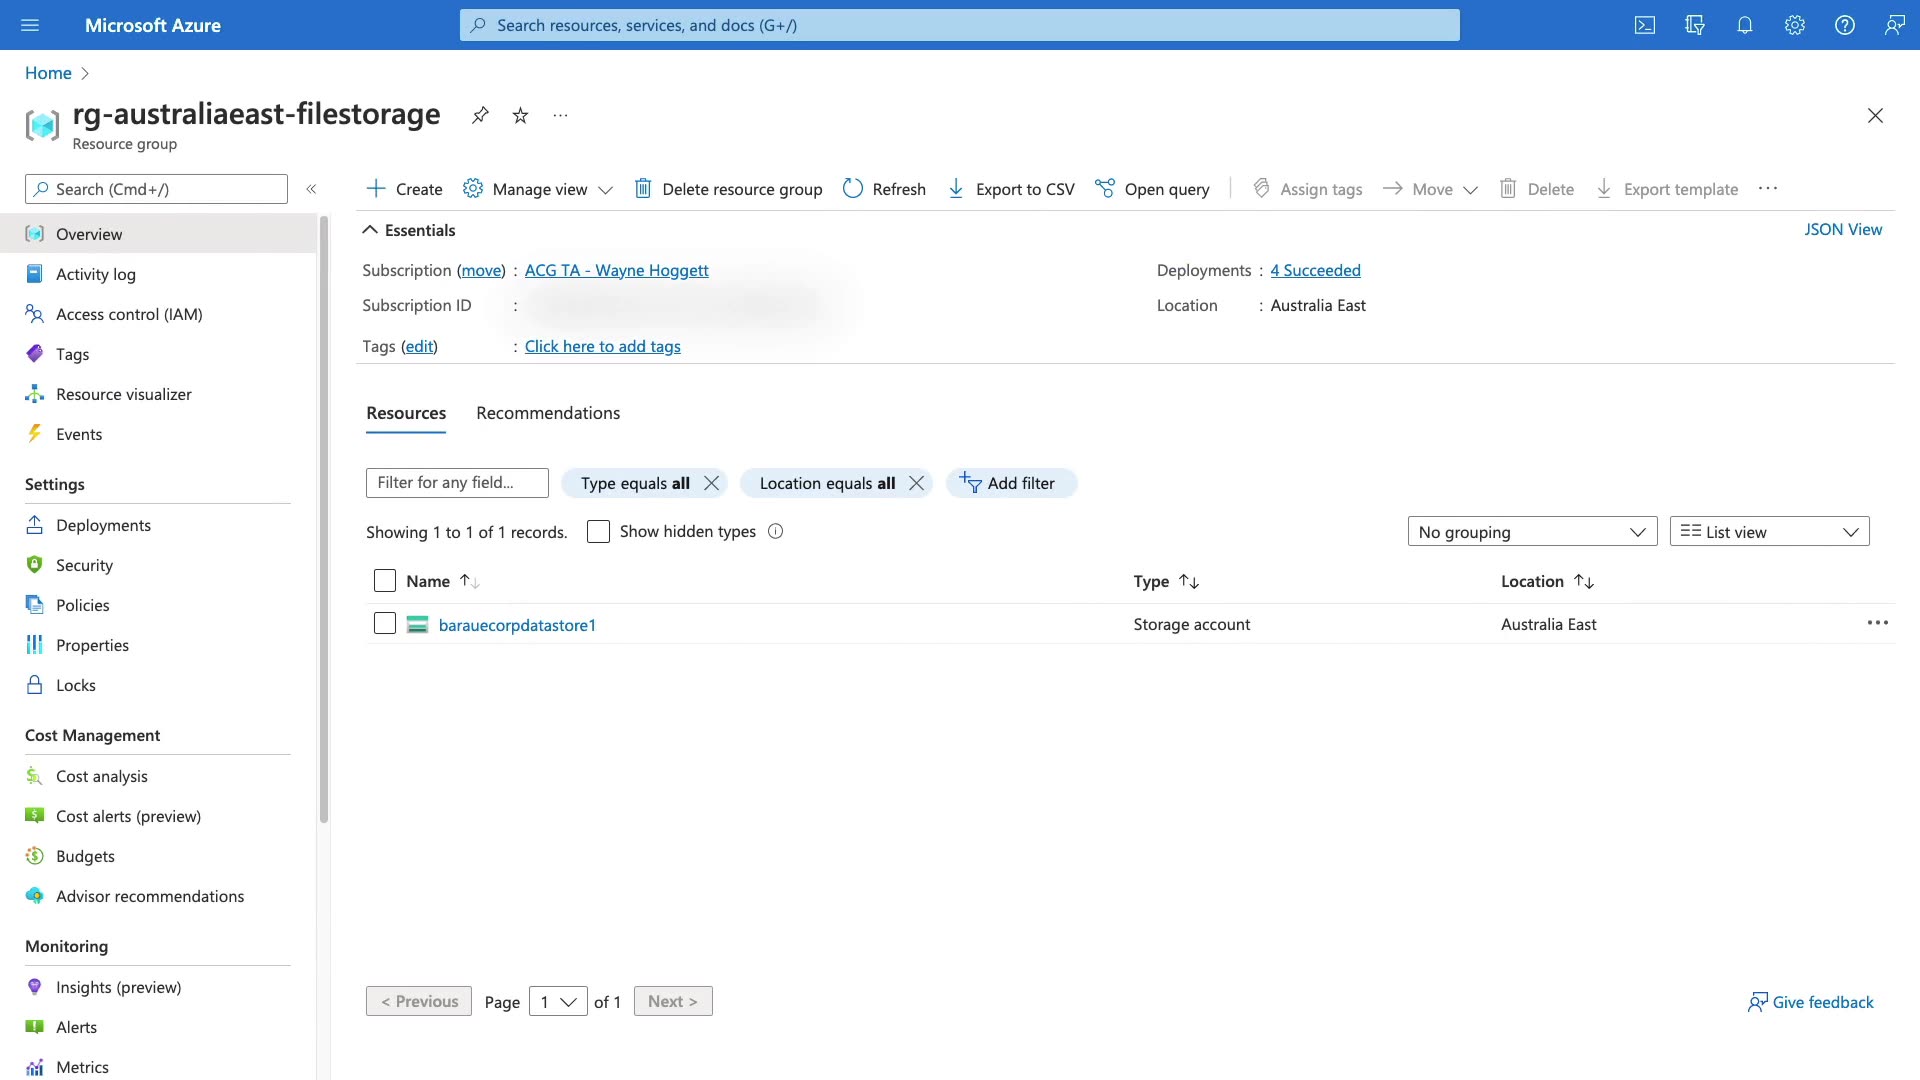 Microsoft Azure
Search resources, services, and docs (G+/)
Home
rg-australiaeast-filestorage
Resource group
Search (Cmd+/)
Create
Manage view
Delete resource group
Refresh
Export to CSV
Open query
Assign tags
Move
Delete
Export template
Overview
Activity log
Access control (IAM)
Tags
Resource visualizer
Events
Settings
Deployments
Security
Policies
Properties
Locks
Cost Management
Cost analysis
Cost alerts (preview)
Budgets
Advisor recommendations
Monitoring
Insights (preview)
Alerts
Metrics
Essentials
JSON View
Subscription (move) : ACG TA - Wayne Hoggett
Deployments : 4 Succeeded
Subscription ID :
Location : Australia East
Tags (edit) : Click here to add tags
Resources
Recommendations
Filter for any field...
Type equals all
Location equals all
Add filter
Showing 1 to 1 of 1 records.
Show hidden types
No grouping
List view
Name
Type
Location
barauecorpdatastore1
Storage account
Australia East
< Previous
Page 1 of 1
Next >
Give feedback